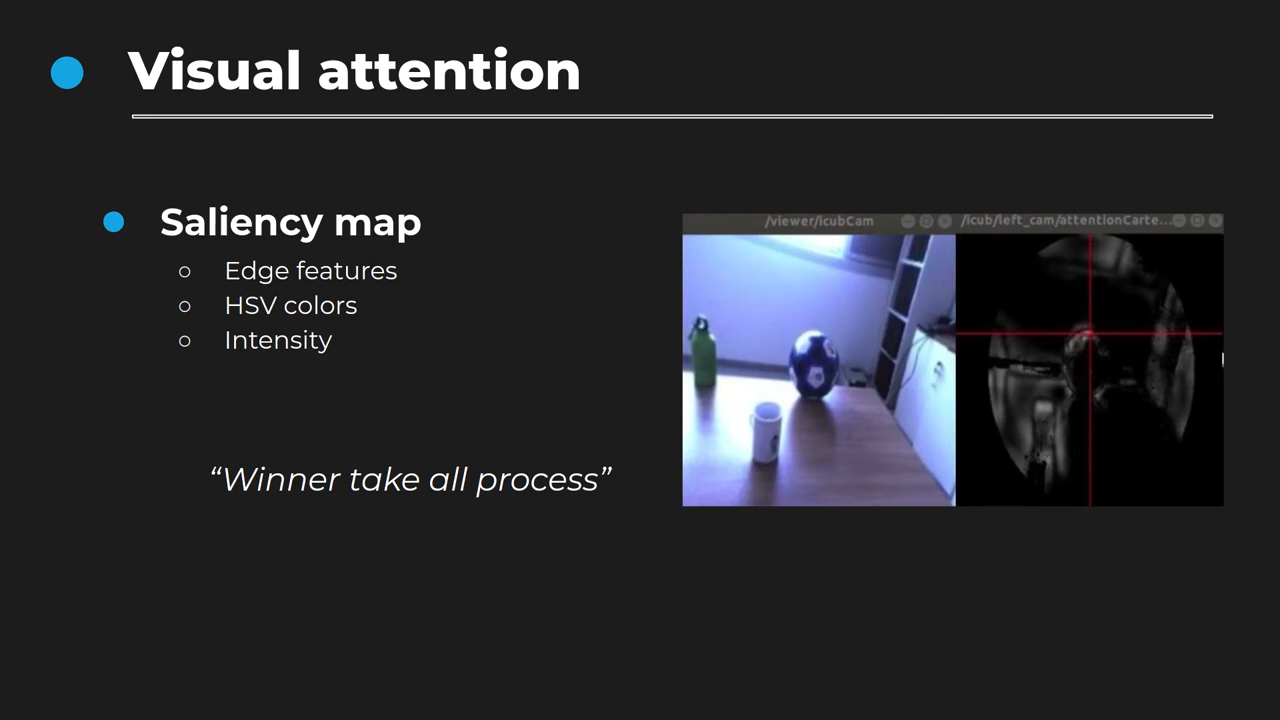 Visual attention
Saliency map
Edge features
HSV colors
Intensity
“Winner take all process”
/viewer/icubCam
/icub/left_cam/attentionCarte...